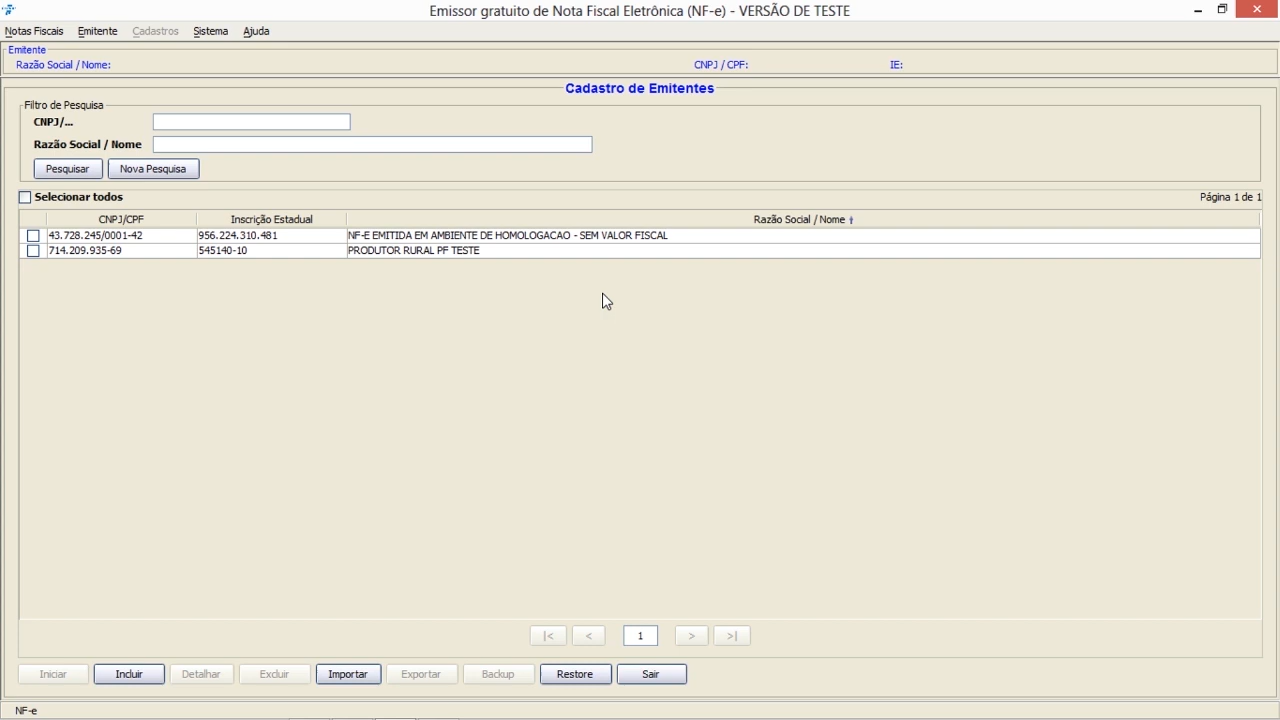 Emissor gratuito de Nota Fiscal Eletrônica (NF-e) - VERSÃO DE TESTE
Notas Fiscais Emitente Cadastros Sistema Ajuda
Emitente
Razão Social / Nome: CNPJ / CPF: IE:
Cadastro de Emitentes
Filtro de Pesquisa
CNPJ/...
Razão Social / Nome
Pesquisar Nova Pesquisa
Selecionar todos Página 1 de 1
CNPJ/CPF Inscrição Estadual Razão Social / Nome
43.728.245/0001-42 956.224.310.481 NF-E EMITIDA EM AMBIENTE DE HOMOLOGACAO - SEM VALOR FISCAL
714.209.935-69 545140-10 PRODUTOR RURAL PF TESTE
|< < 1 > >|
Iniciar Incluir Detalhar Excluir Importar Exportar Backup Restore Sair
NF-e